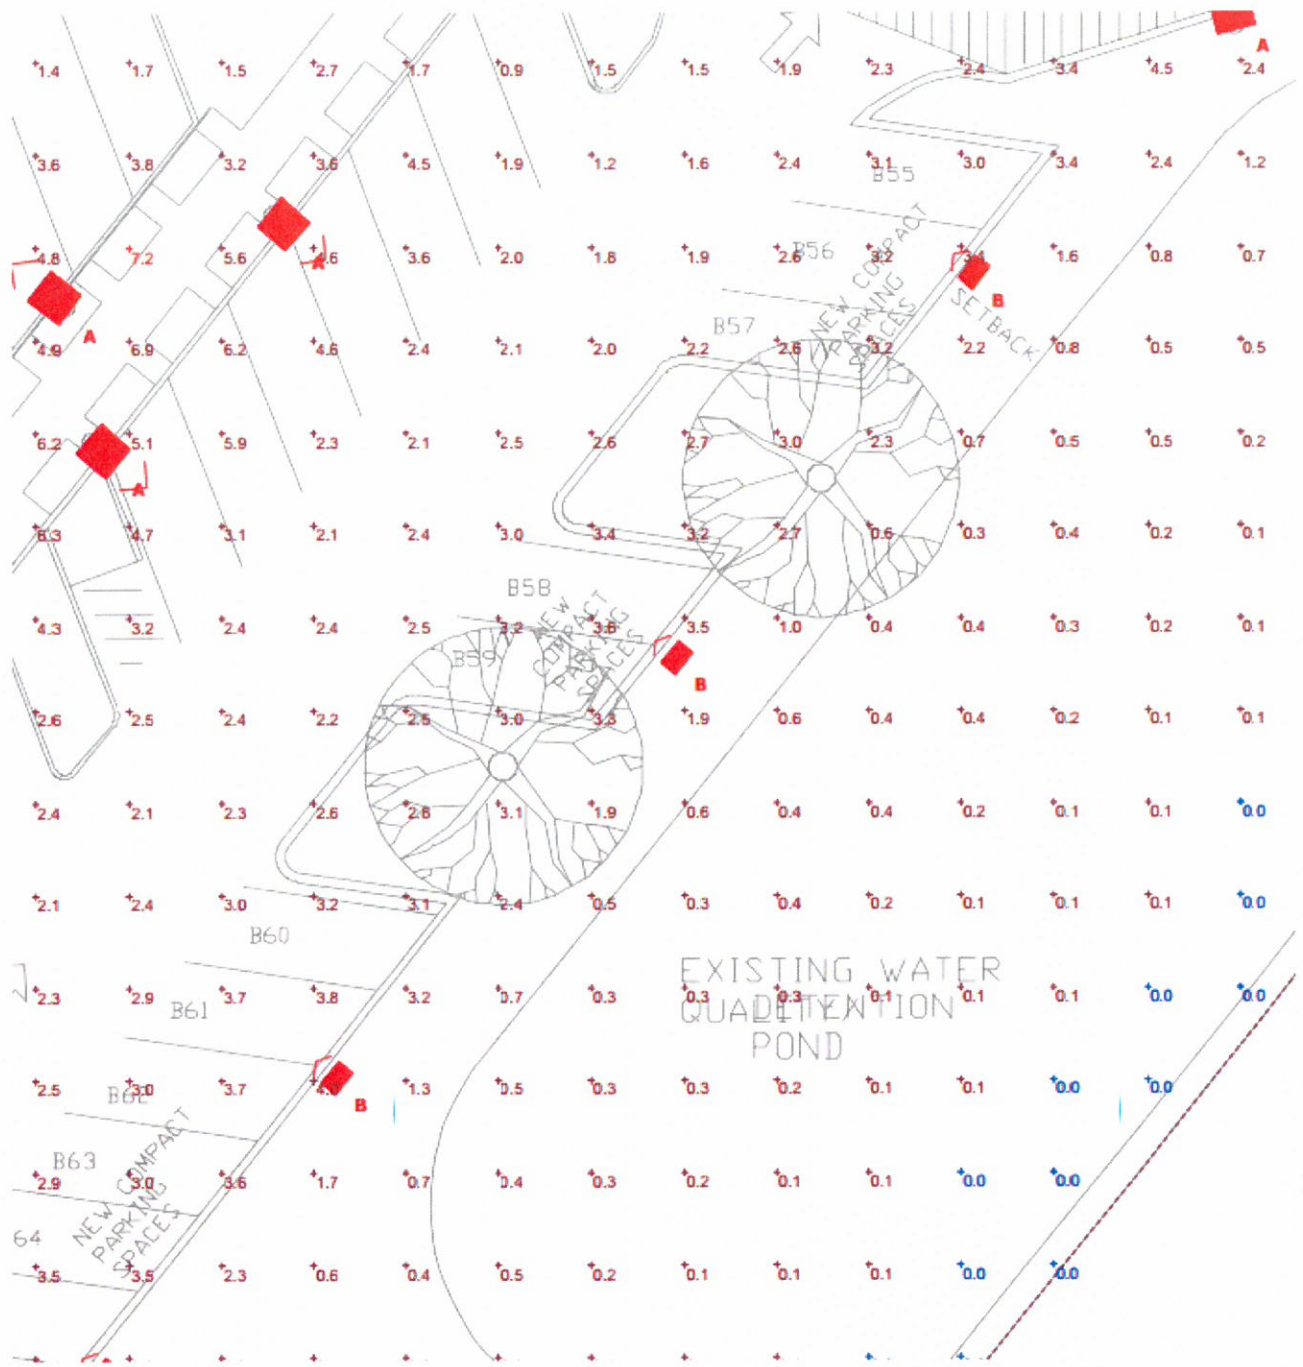 1.4 1.7 1.5 2.7 1.7 0.9 1.5 1.5 1.9 2.3 2.4 3.4 4.5 2.4
A
3.6 3.8 3.2 3.6 4.5 1.9 1.2 1.6 2.4 3.1 3.0 3.4 2.4 1.2
B55
4.8 7.2 5.6 4.6 3.6 2.0 1.8 1.9 2.6 3.2 3.4 1.6 0.8 0.7
B56
A
B
NEW COMPACT
PARKING
SPACES
SETBACK
B57
A
4.9 6.9 6.2 4.6 2.4 2.1 2.0 2.2 2.6 3.2 2.2 0.8 0.5 0.5
6.2 5.1 5.9 2.3 2.1 2.5 2.6 2.7 3.0 2.3 0.7 0.5 0.5 0.2
A
6.3 4.7 3.1 2.1 2.4 3.0 3.4 3.2 2.7 0.6 0.3 0.4 0.2 0.1
B58
NEW
COMPACT
PARKING
SPACES
4.3 3.2 2.4 2.4 2.5 3.2 3.6 3.5 1.0 0.4 0.4 0.3 0.2 0.1
B59
B
2.6 2.5 2.4 2.2 2.6 3.0 3.3 1.9 0.6 0.4 0.4 0.2 0.1 0.1
2.4 2.1 2.3 2.6 2.8 3.1 1.9 0.6 0.4 0.4 0.2 0.1 0.1 0.0
2.1 2.4 3.0 3.2 3.1 2.4 0.5 0.3 0.4 0.2 0.1 0.1 0.1 0.0
B60
EXISTING WATER
2.3 2.9 3.7 3.8 3.2 0.7 0.3 0.3 0.3 0.1 0.1 0.1 0.0 0.0
B61
POND
2.5 3.0 3.7 1.3 0.5 0.3 0.3 0.2 0.1 0.1 0.0 0.0
B62
B
B63
2.9 3.0 3.6 1.7 0.7 0.4 0.3 0.2 0.1 0.1 0.0 0.0
NEW COMPACT
PARKING
SPACES
64
3.5 3.5 2.3 0.6 0.4 0.5 0.2 0.1 0.1 0.1 0.0 0.0